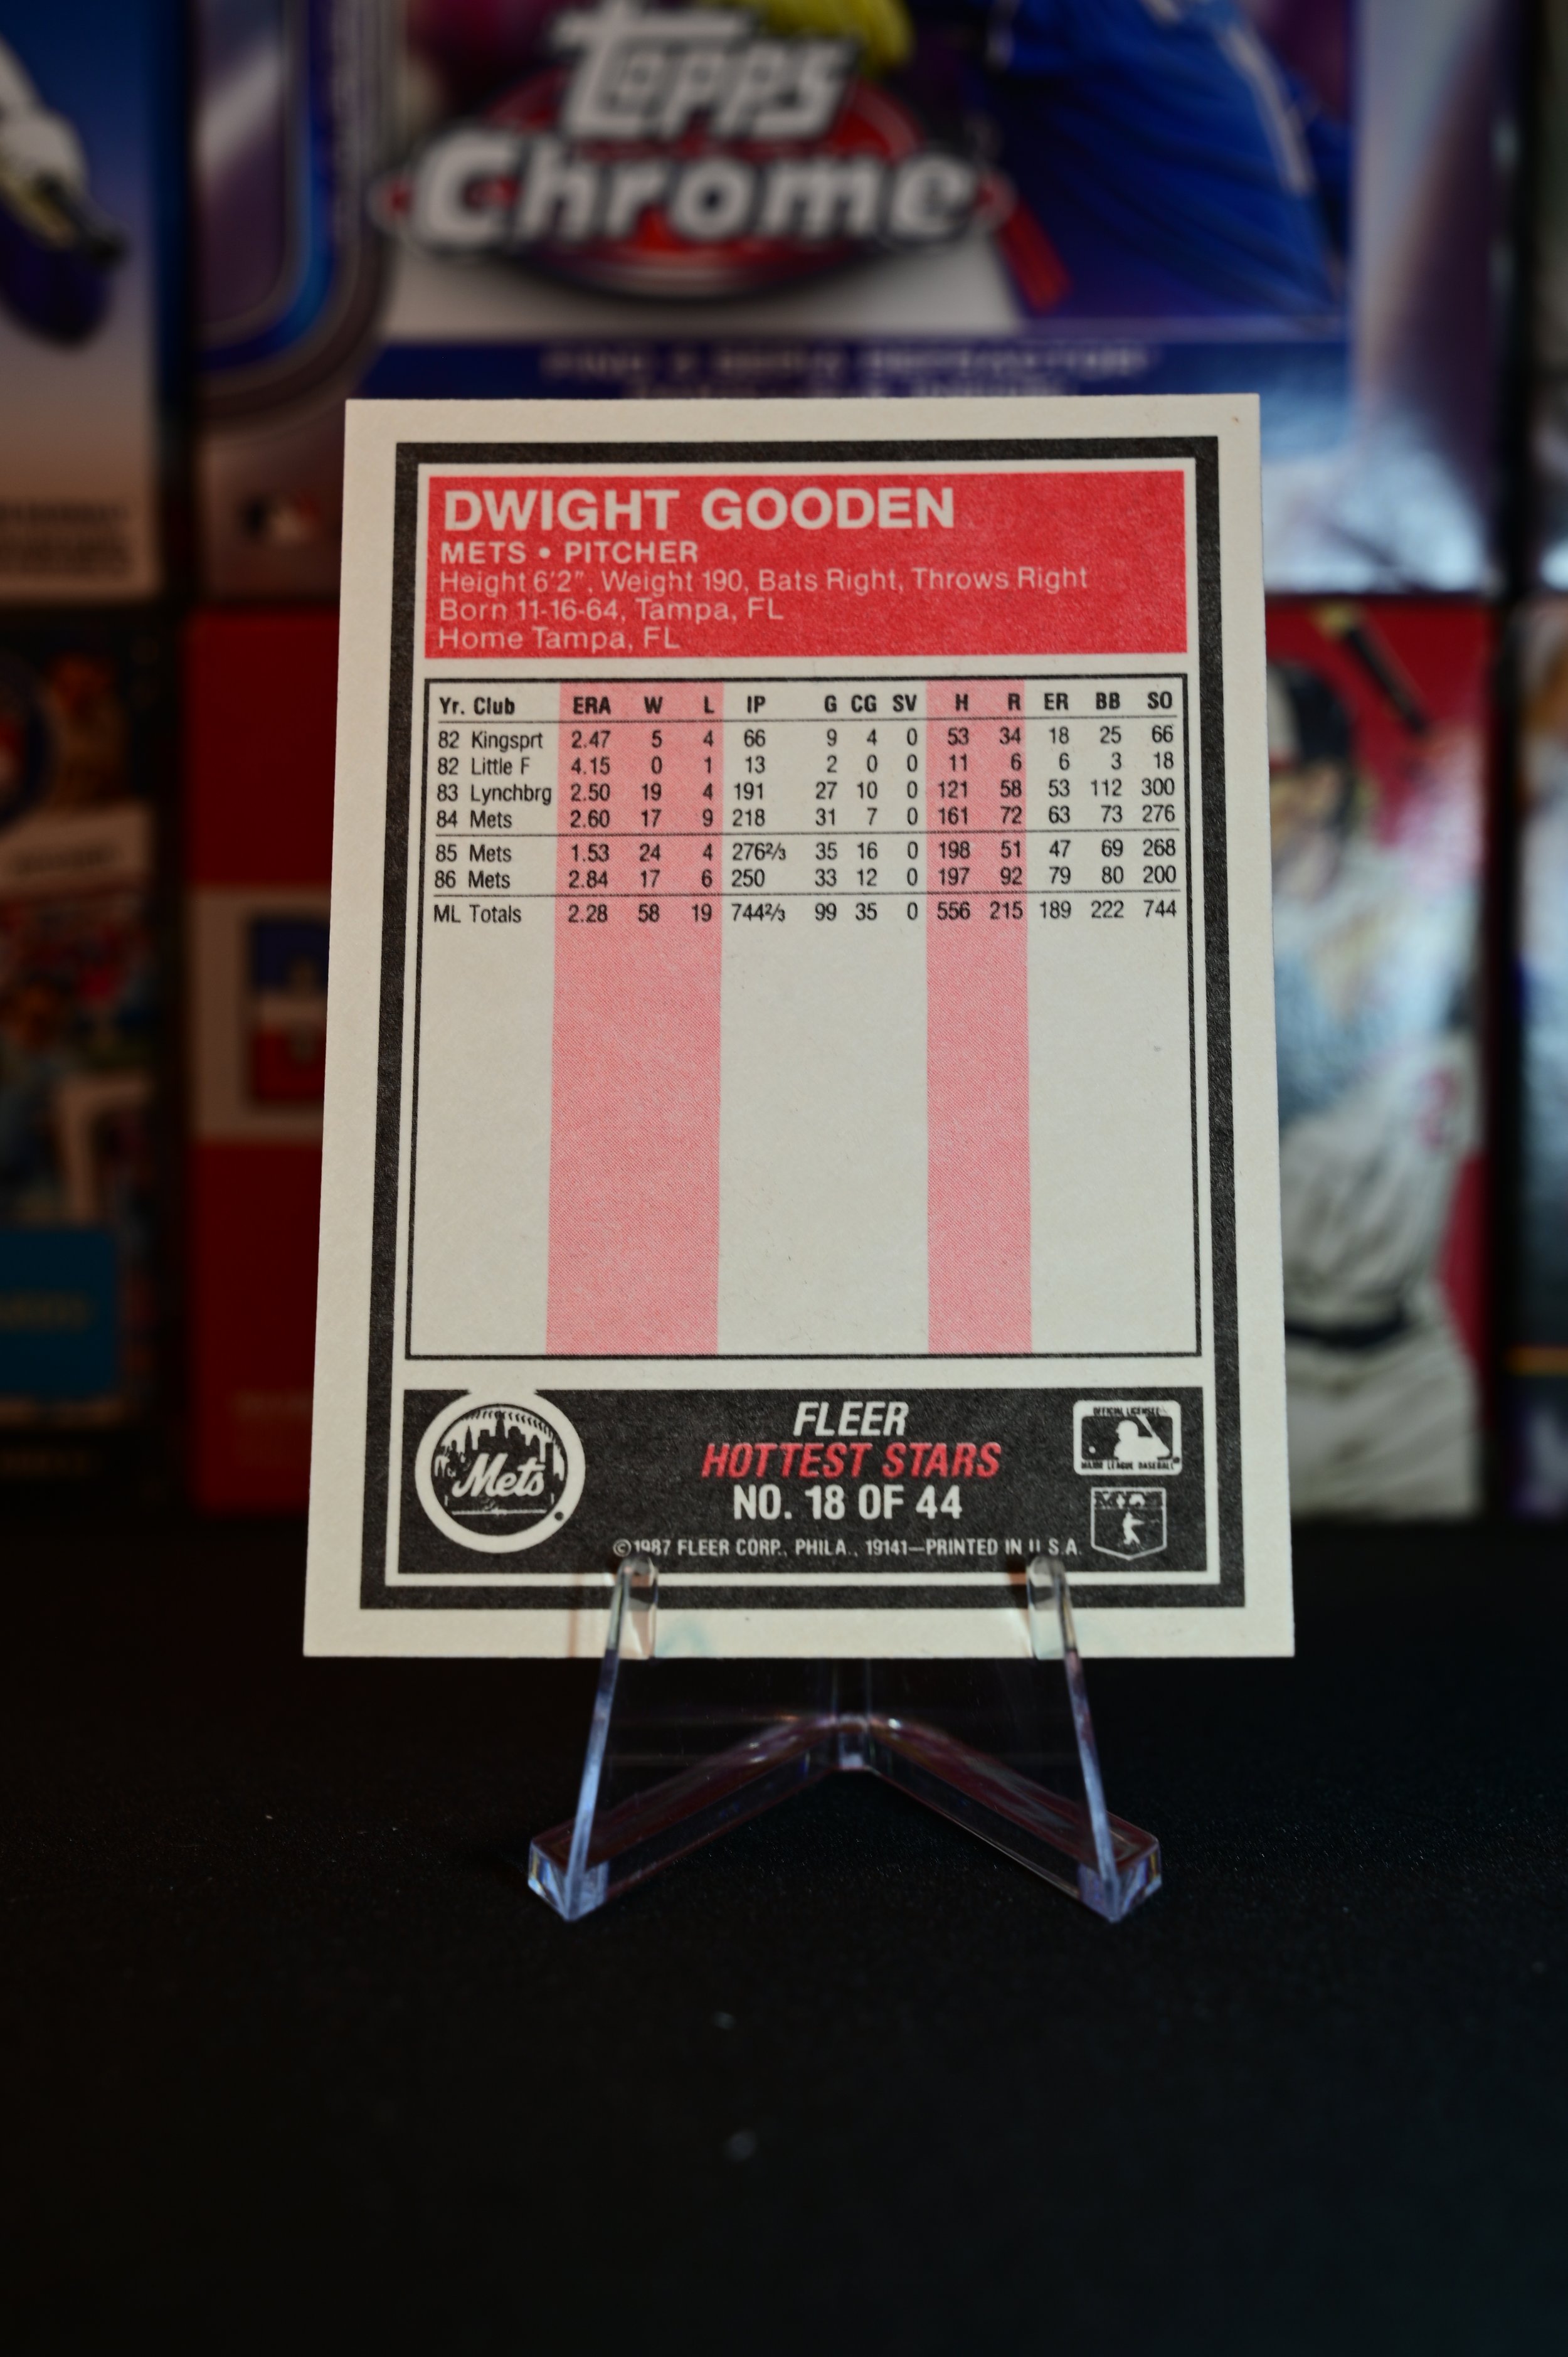 Topps
Chrome
DWIGHT GOODEN
METS • PITCHER
Height 6'2", Weight 190, Bats Right, Throws Right
Born 11-16-64, Tampa, FL
Home Tampa, FL
Yr. Club ERA W L IP G CG SV H R ER BB SO
82 Kingsprt 2.47 5 4 66 9 4 0 53 34 18 25 66
82 Little F 4.15 0 1 13 2 0 0 11 6 6 3 18
83 Lynchbrg 2.50 19 4 191 27 10 0 121 58 53 112 300
84 Mets 2.60 17 9 218 31 7 0 161 72 63 73 276
85 Mets 1.53 24 4 276⅔ 35 16 0 198 51 47 69 268
86 Mets 2.84 17 6 250 33 12 0 197 92 79 80 200
ML Totals 2.28 58 19 744⅔ 99 35 0 556 215 189 222 744
Mets
FLEER
HOTTEST STARS
NO. 18 OF 44
©1987 FLEER CORP., PHILA., 19141—PRINTED IN U.S.A.
OFFICIAL LICENSEE
MAJOR LEAGUE BASEBALL